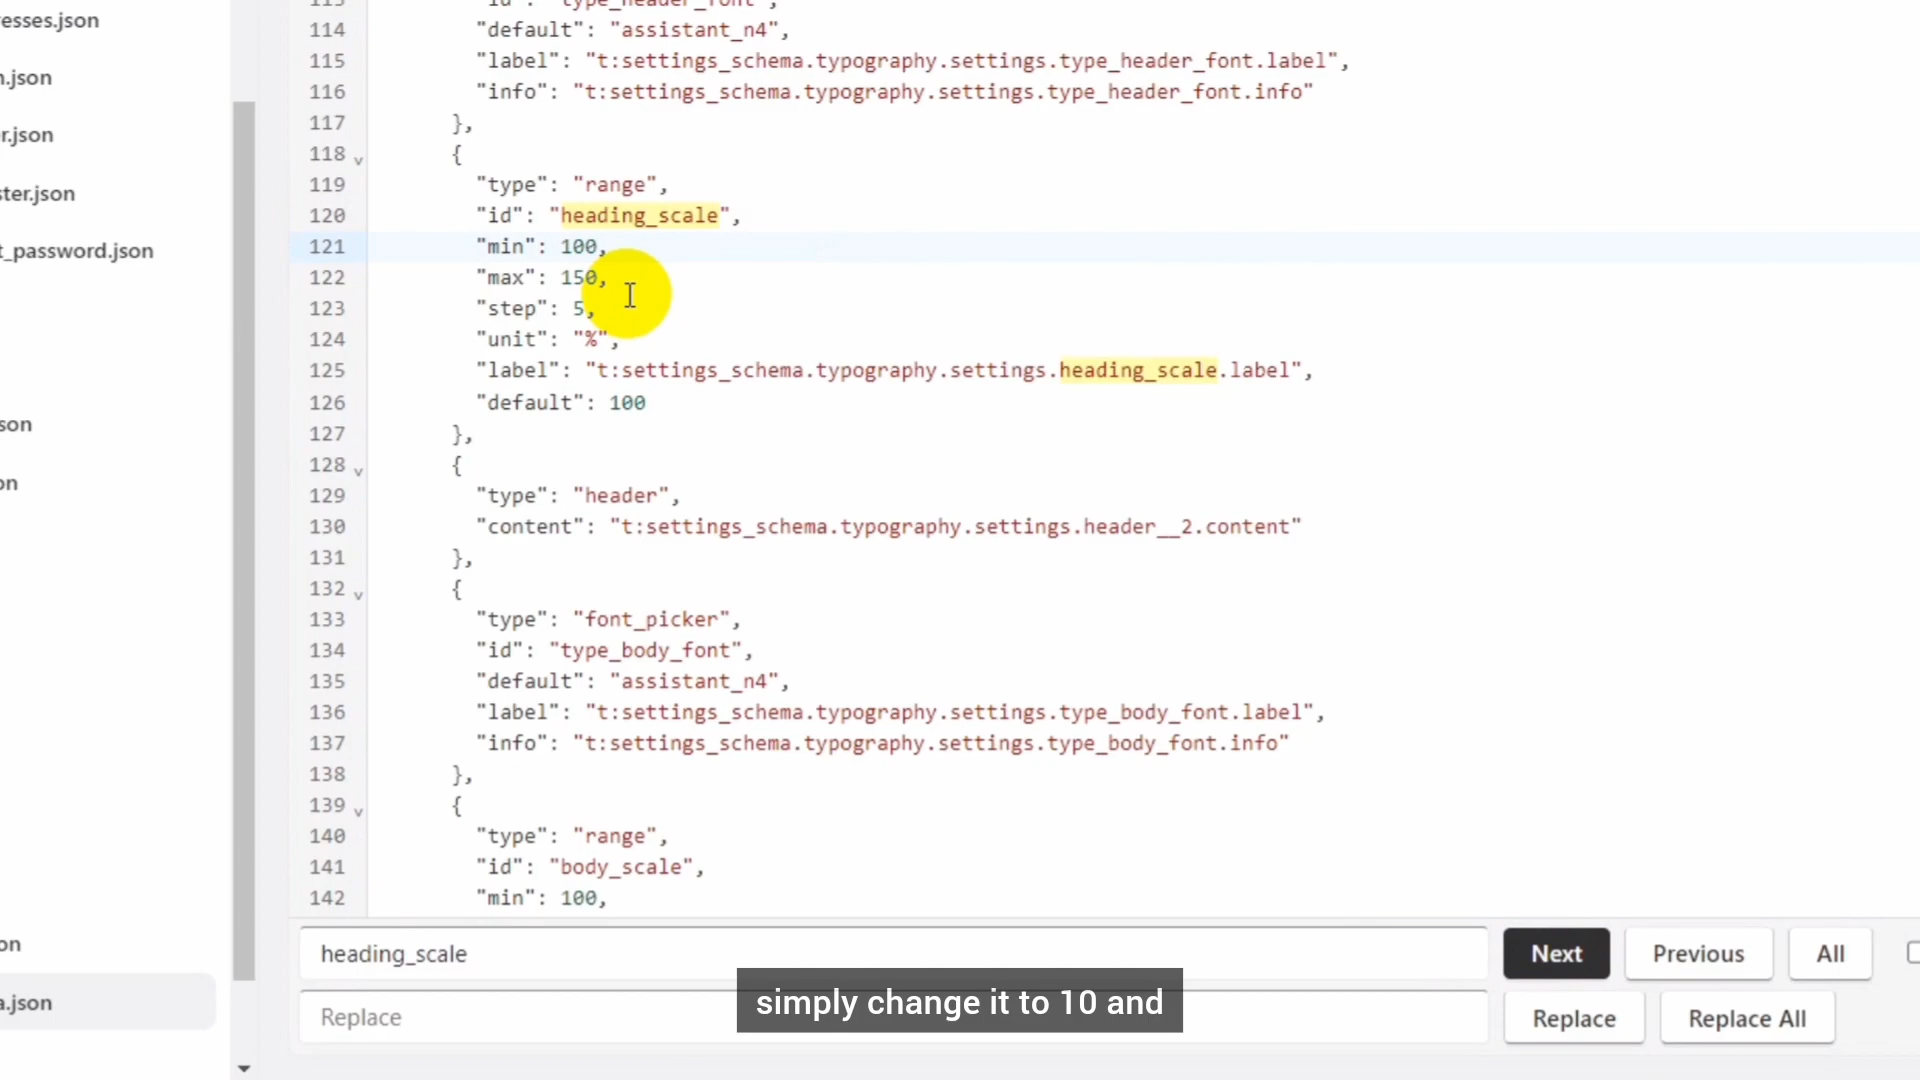 esses.json
n.json
r.json
ster.json
t_password.json
son
on
on
a.json
113 "id": "type_header_font",
114 "default": "assistant_n4",
115 "label": "t:settings_schema.typography.settings.type_header_font.label",
116 "info": "t:settings_schema.typography.settings.type_header_font.info"
117 },
118 {
119 "type": "range",
120 "id": "heading_scale",
121 "min": 100,
122 "max": 150,
123 "step": 5,
124 "unit": "%",
125 "label": "t:settings_schema.typography.settings.heading_scale.label",
126 "default": 100
127 },
128 {
129 "type": "header",
130 "content": "t:settings_schema.typography.settings.header__2.content"
131 },
132 {
133 "type": "font_picker",
134 "id": "type_body_font",
135 "default": "assistant_n4",
136 "label": "t:settings_schema.typography.settings.type_body_font.label",
137 "info": "t:settings_schema.typography.settings.type_body_font.info"
138 },
139 {
140 "type": "range",
141 "id": "body_scale",
142 "min": 100,
heading_scale Next Previous All
simply change it to 10 and
Replace Replace Replace All